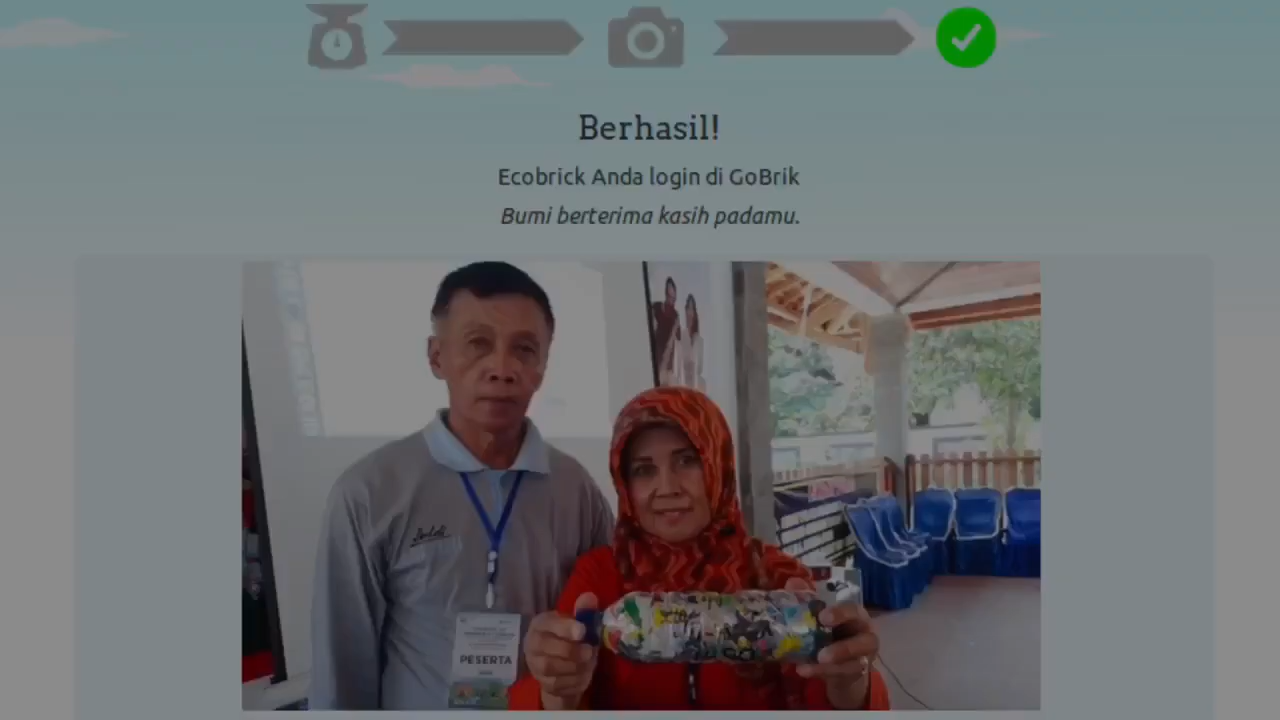 Berhasil!
Ecobrick Anda login di GoBrik
Bumi berterima kasih padamu.
PESERTA